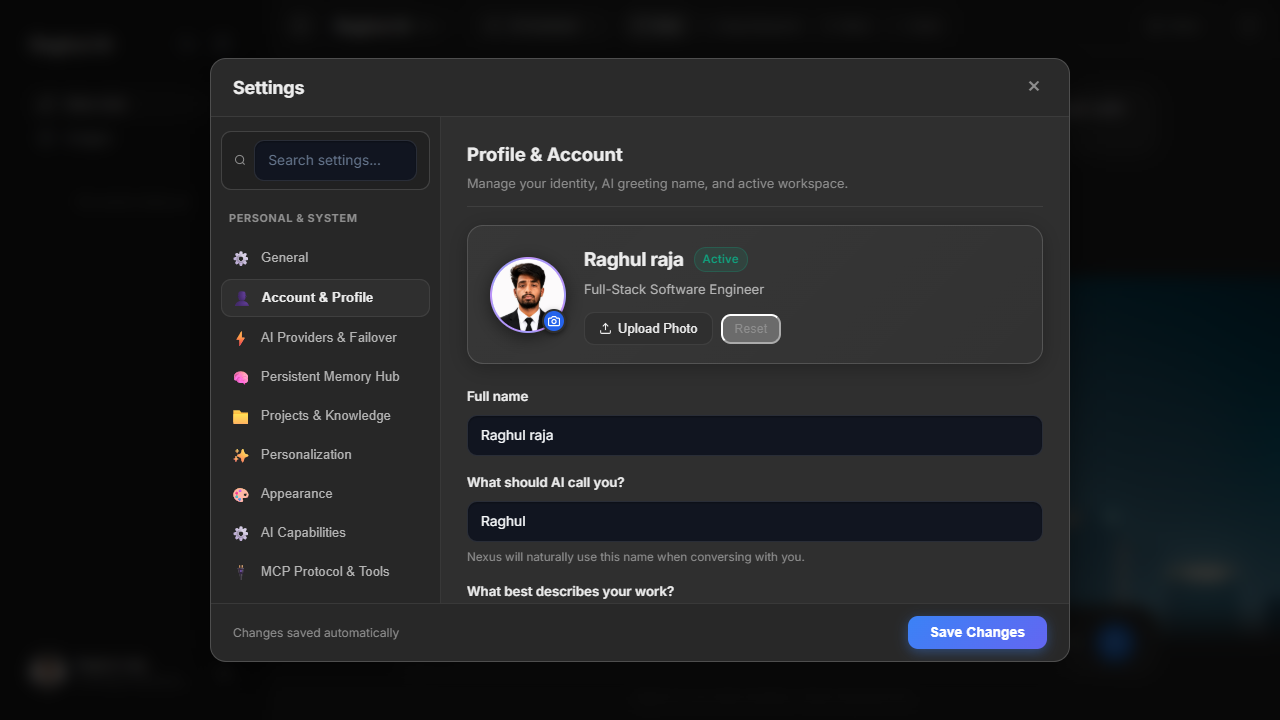 Settings
Search settings...
PERSONAL & SYSTEM
General
Account & Profile
AI Providers & Failover
Persistent Memory Hub
Projects & Knowledge
Personalization
Appearance
AI Capabilities
MCP Protocol & Tools
Profile & Account
Manage your identity, AI greeting name, and active workspace.
Raghul raja Active
Full-Stack Software Engineer
Upload Photo Reset
Full name
Raghul raja
What should AI call you?
Raghul
Nexus will naturally use this name when conversing with you.
What best describes your work?
Changes saved automatically
Save Changes